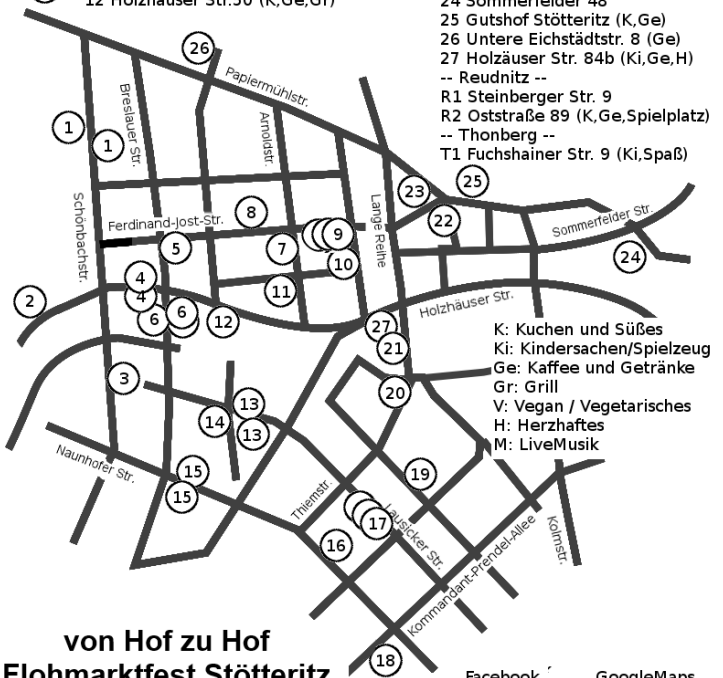 12 Holzhäuser Str.50 (K,Ge,Gr)
24 Sommerfelder 48
25 Gutshof Stötteritz (K,Ge)
26 Untere Eichstädtstr. 8 (Ge)
27 Holzäuser Str. 84b (Ki,Ge,H)
-- Reudnitz --
R1 Steinberger Str. 9
R2 Oststraße 89 (K,Ge,Spielplatz)
-- Thonberg --
T1 Fuchshainer Str. 9 (Ki,Spaß)
26
Papiermühlstr.
Breslauer Str.
Arnoldstr.
1
1
25
23
Schönbachstr.
Lange Reihe
8
Ferdinand-Jost-Str.
22
Sommerfelder Str.
9
5
7
24
10
4
4
11
2
Holzhäuser Str.
6
6
12
27
21
K: Kuchen und Süßes
Ki: Kindersachen/Spielzeug
Ge: Kaffee und Getränke
Gr: Grill
V: Vegan / Vegetarisches
H: Herzhaftes
M: LiveMusik
3
20
13
14
13
Naunhofer Str.
15
15
19
Thiemstr.
17
Lausicker Str.
16
Kommandant-Prendel-Allee
Kolmstr.
18
von Hof zu Hof
Flohmarktfest Stötteritz
Facebook
GoogleMaps